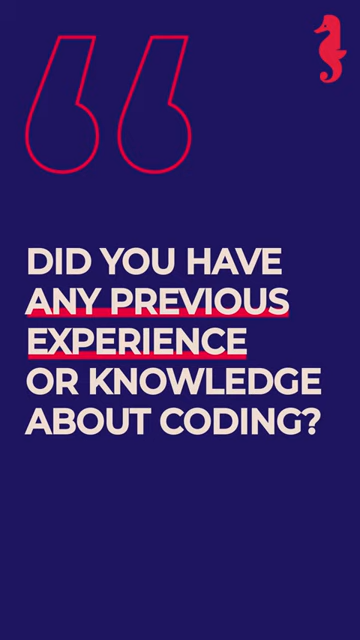 DID YOU HAVE
ANY PREVIOUS
EXPERIENCE
OR KNOWLEDGE
ABOUT CODING?